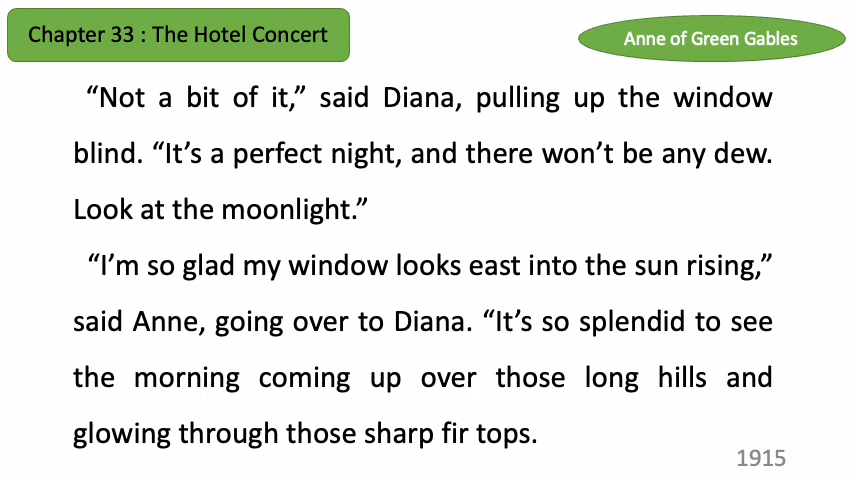 Chapter 33 : The Hotel Concert
Anne of Green Gables
“Not a bit of it,” said Diana, pulling up the window
blind. “It’s a perfect night, and there won’t be any dew.
Look at the moonlight.”
“I’m so glad my window looks east into the sun rising,”
said Anne, going over to Diana. “It’s so splendid to see
the morning coming up over those long hills and
glowing through those sharp fir tops.
1915